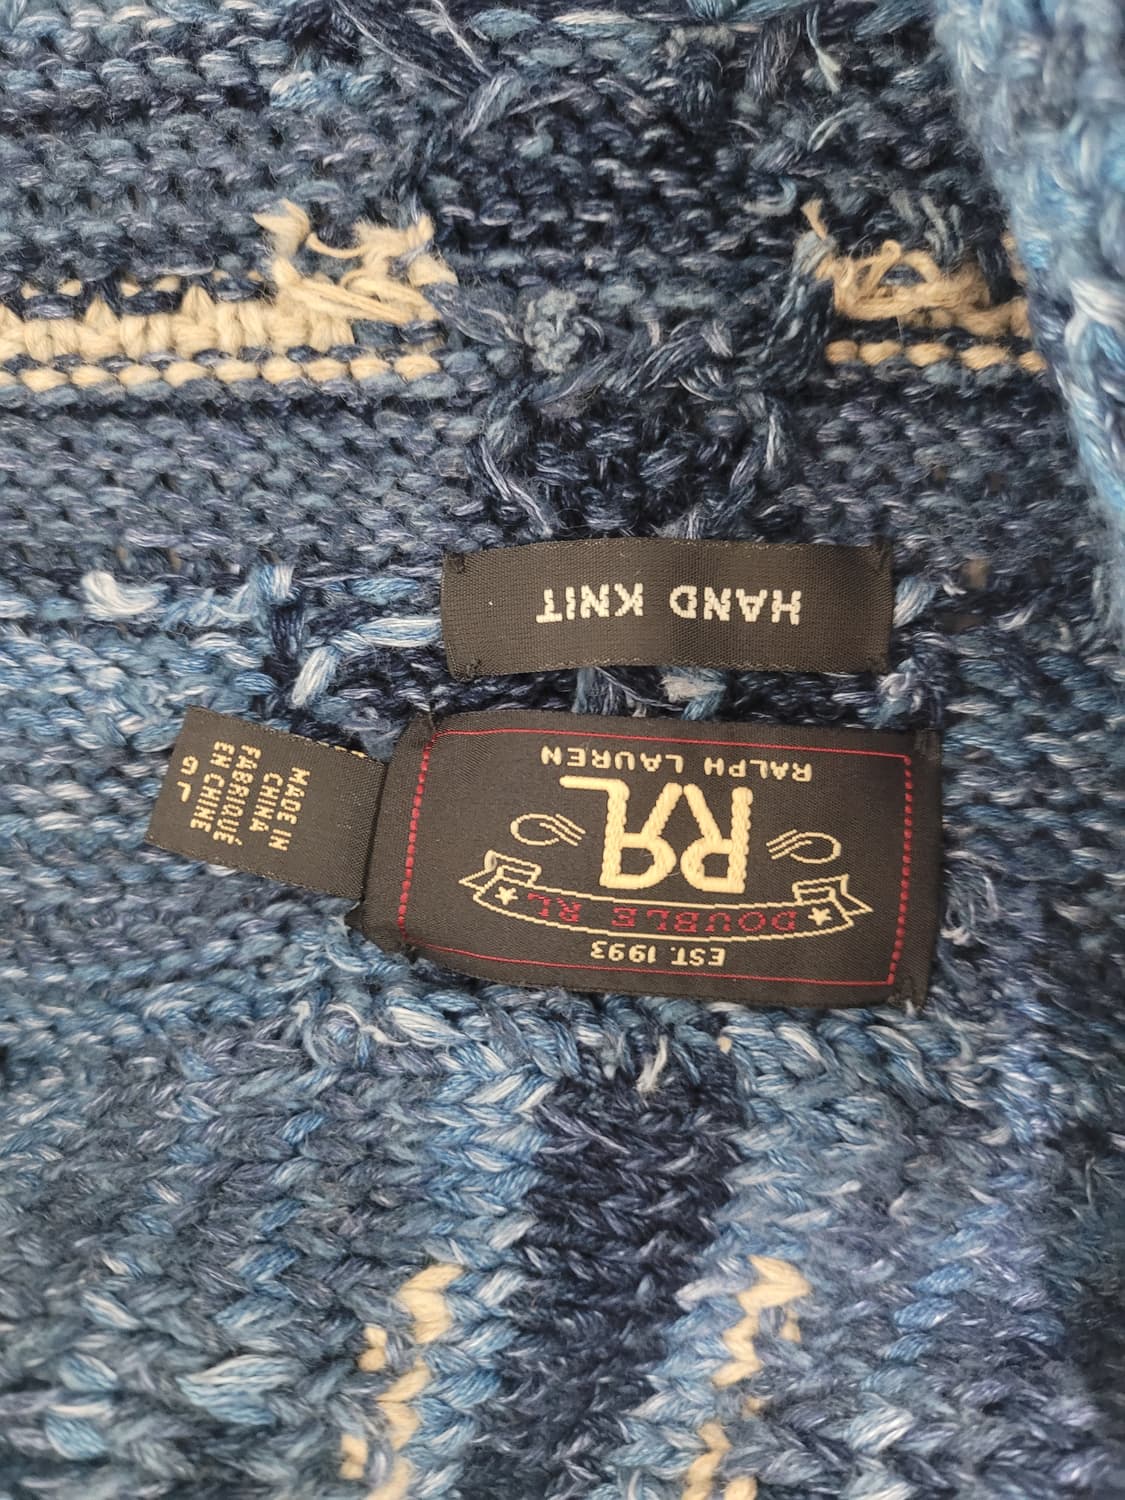 EST. 1993
DOUBLE RL
RRL
RALPH LAUREN
HAND KNIT
MADE IN
CHINA
FABRIQUÉ
EN CHINE
G L